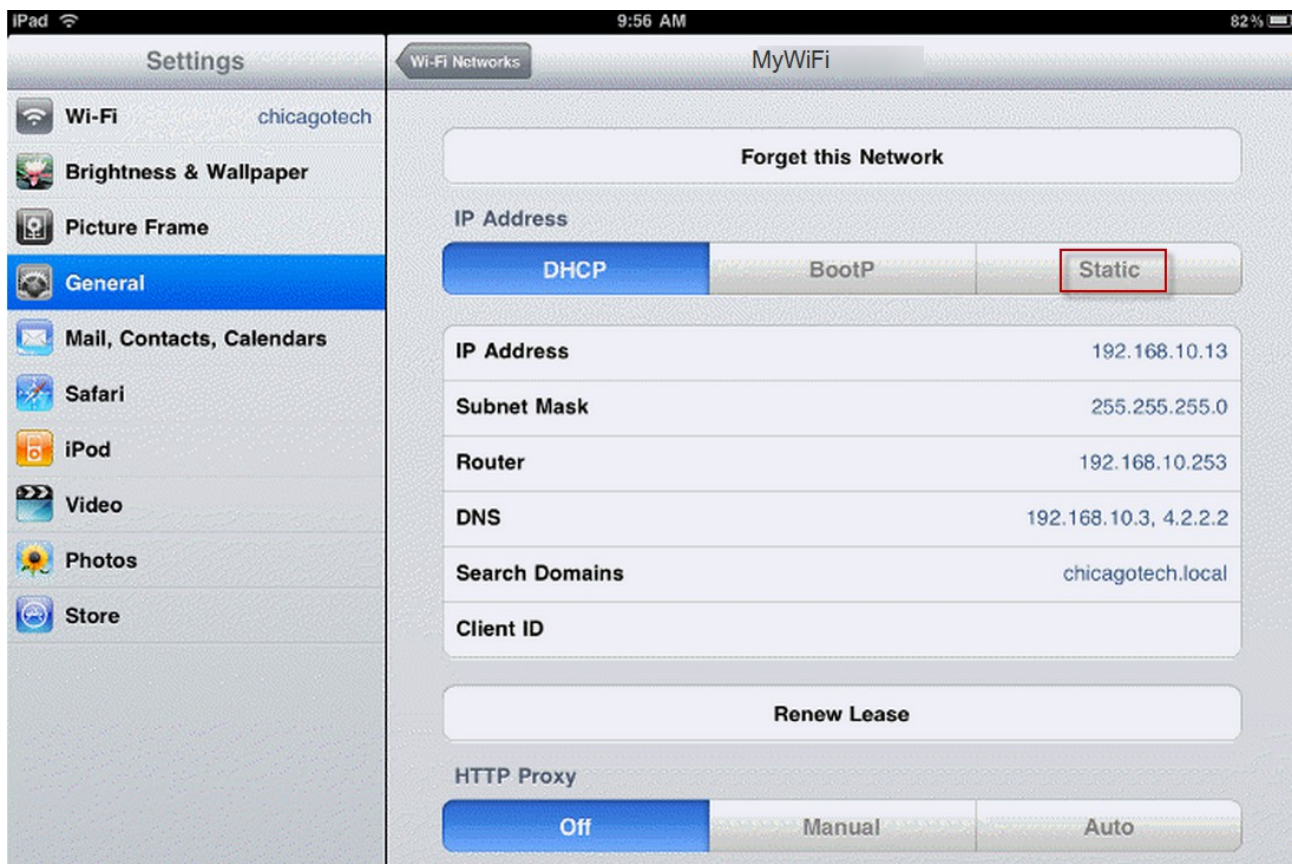 iPad 9:56 AM 82%
Settings
Wi-Fi chicagotech
Brightness & Wallpaper
Picture Frame
General
Mail, Contacts, Calendars
Safari
iPod
Video
Photos
Store
Wi-Fi Networks MyWiFi
Forget this Network
IP Address
DHCP BootP Static
IP Address 192.168.10.13
Subnet Mask 255.255.255.0
Router 192.168.10.253
DNS 192.168.10.3, 4.2.2.2
Search Domains chicagotech.local
Client ID
Renew Lease
HTTP Proxy
Off Manual Auto